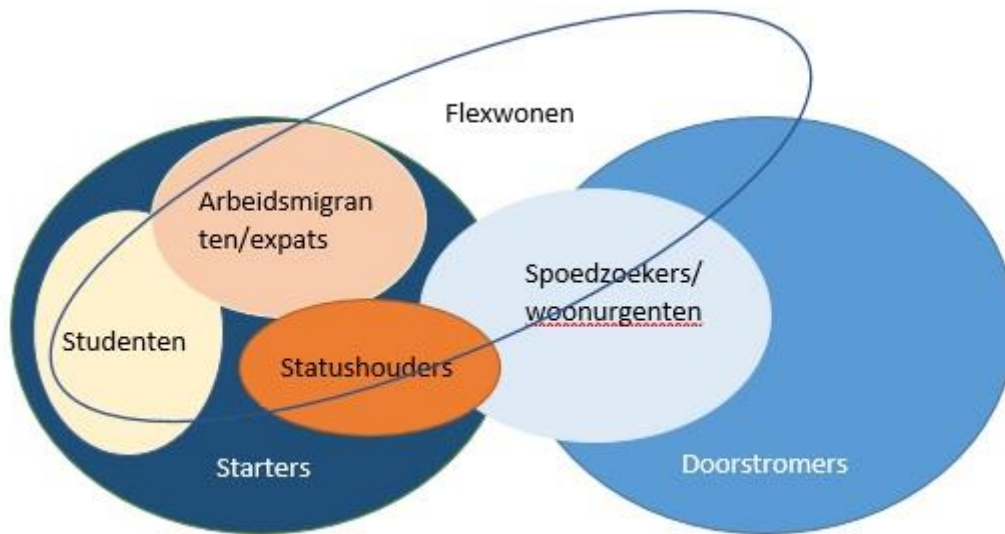 Flexwonen
Arbeidsmigran
ten/expats
Spoedzoekers/
woonurgenten
Studenten
Statushouders
Starters
Doorstromers